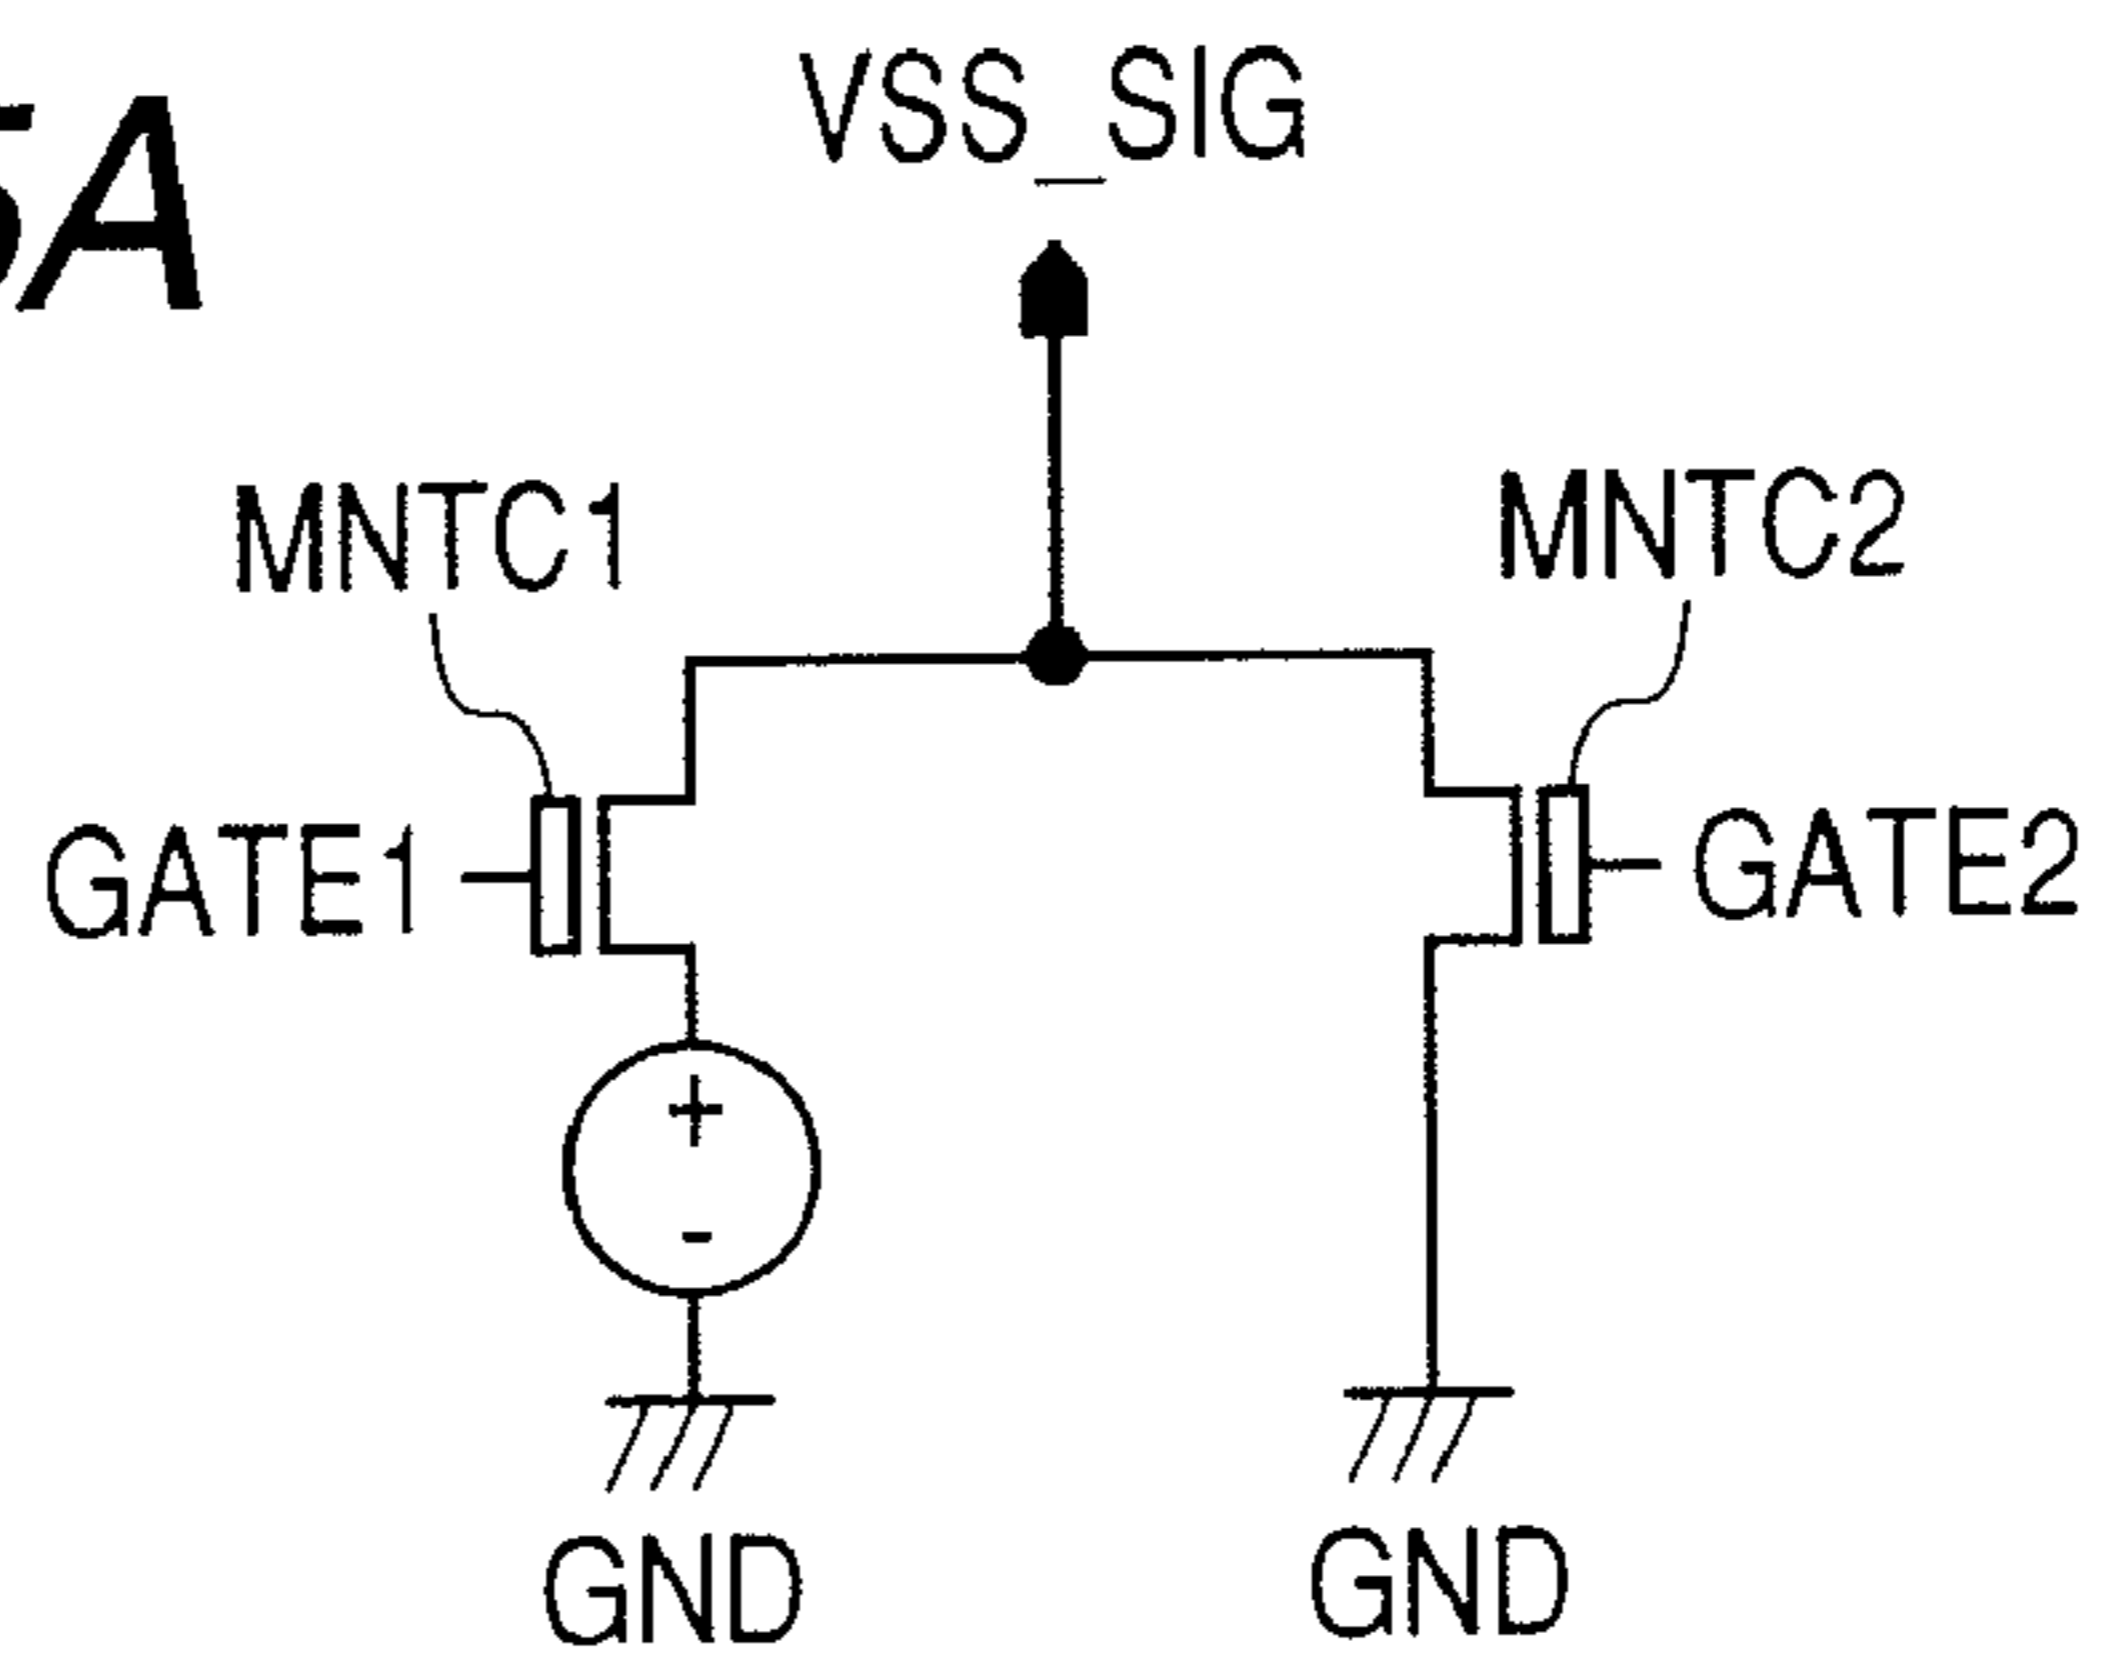 5A
VSS_SIG
MNTC1
MNTC2
GATE1
GATE2
+
-
GND
GND